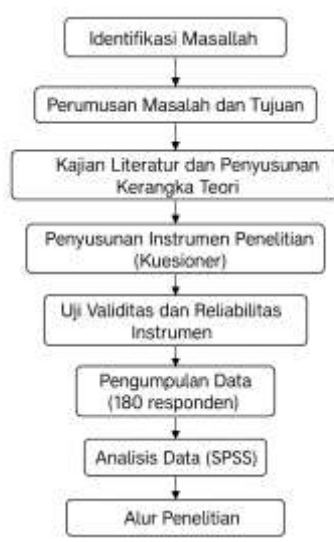 Identifikasi Masallah
Perumusan Masalah dan Tujuan
Kajian Literatur dan Penyusunan
Kerangka Teori
Penyusunan Instrumen Penelitian
(Kuesioner)
Uji Validitas dan Reliabilitas
Instrumen
Pengumpulan Data
(180 responden)
Analisis Data (SPSS)
Alur Penelitian